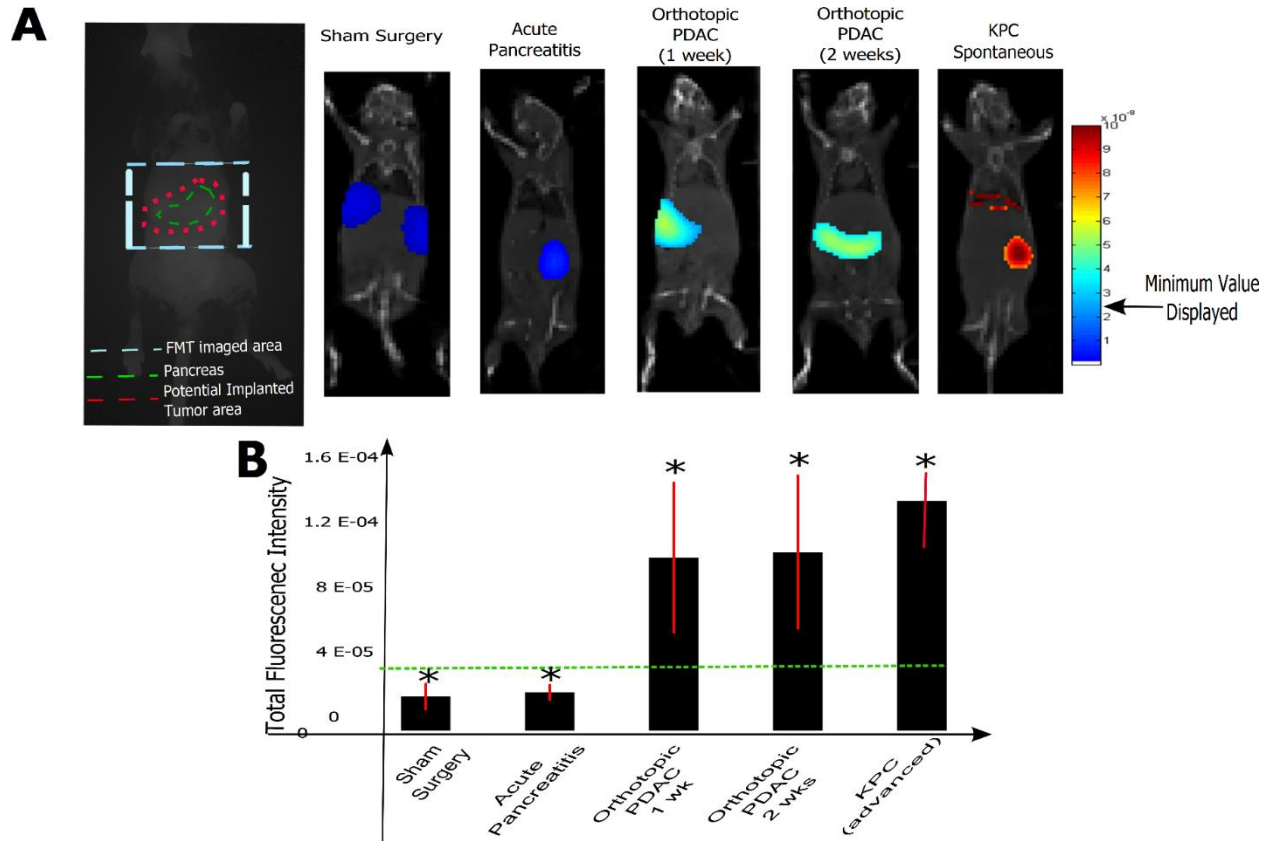 A
Sham Surgery
Acute
Pancreatitis
Orthotopic
PDAC
(1 week)
Orthotopic
PDAC
(2 weeks)
KPC
Spontaneous
FMT imaged area
Pancreas
Potential Implanted
Tumor area
x 10⁻⁹
10
9
8
7
6
5
4
3
2
1
Minimum Value
Displayed
B
Total Fluorescenec Intensity
1.6 E-04
1.2 E-04
8 E-05
4 E-05
0
0
*
*
*
*
*
Sham
Surgery
Acute
Pancreatitis
Orthotopic
PDAC
1 wk
Orthotopic
PDAC
2 wks
KPC
(advanced)